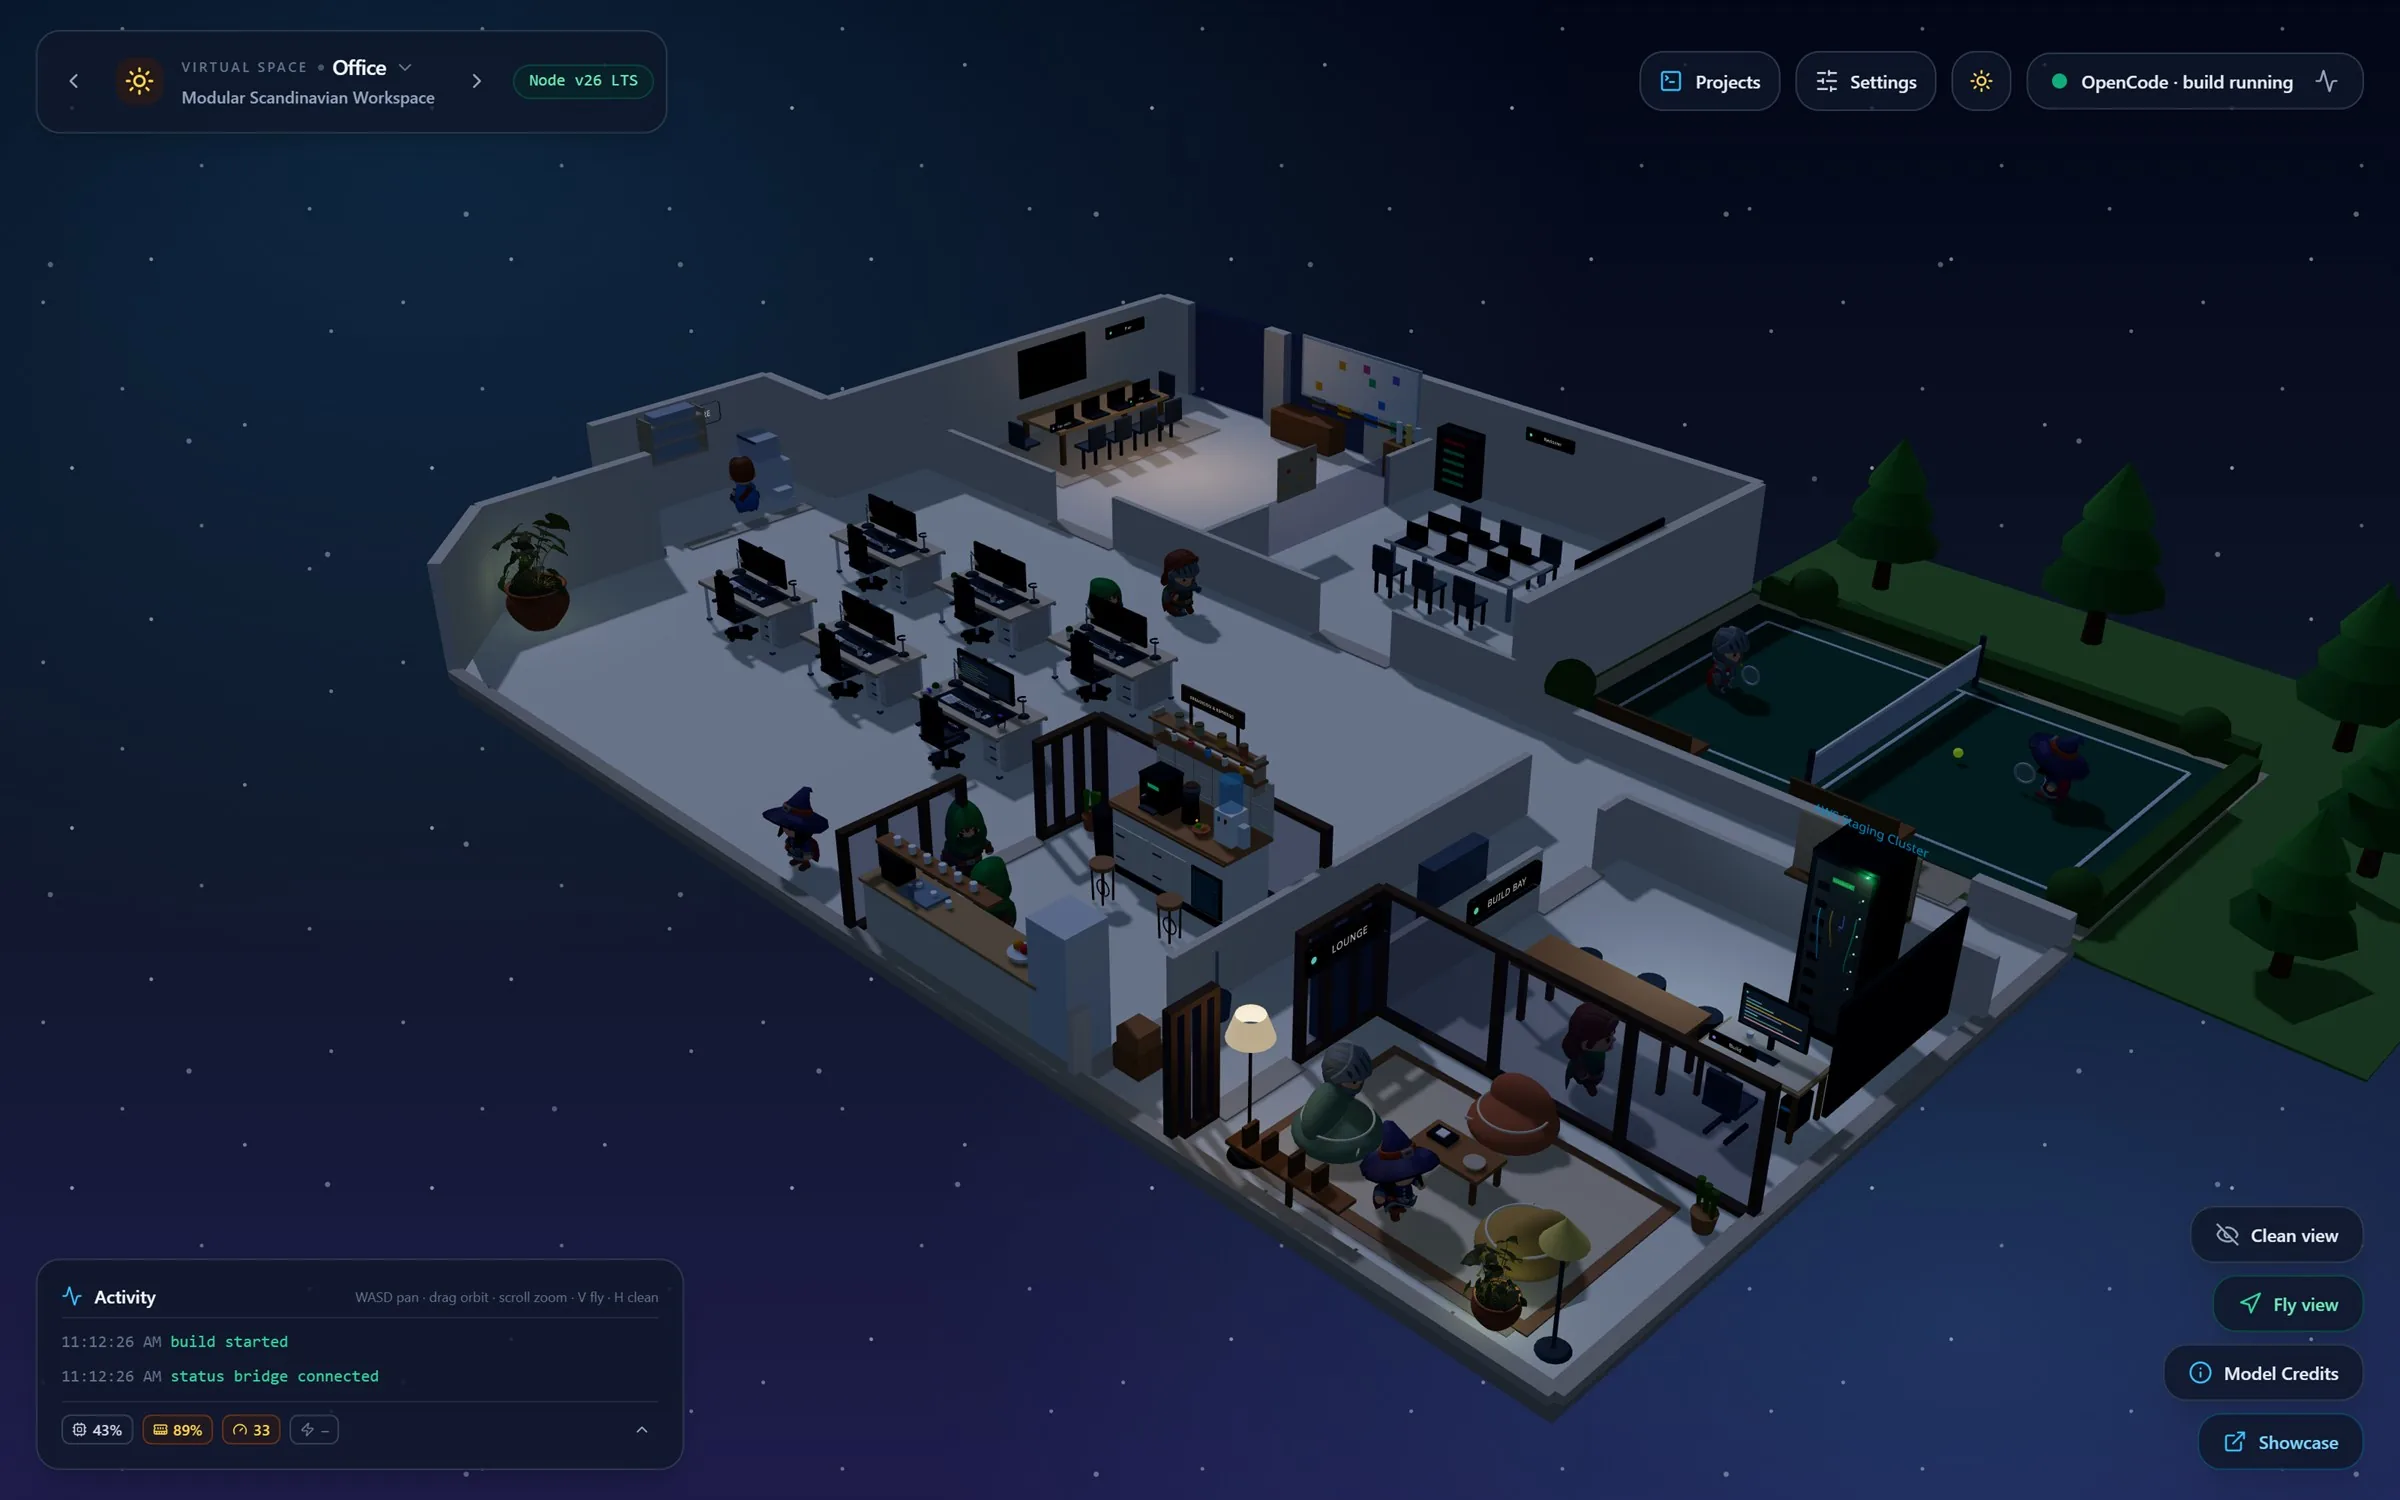 VIRTUAL SPACE • Office
Modular Scandinavian Workspace
Node v26 LTS
Projects
Settings
OpenCode · build running
AWS Staging Cluster
BUILD BAY
LOUNGE
Build
Activity
WASD pan · drag orbit · scroll zoom · V fly · H clean
11:12:26 AM build started
11:12:26 AM status bridge connected
43%
89%
33
–
Clean view
Fly view
Model Credits
Showcase